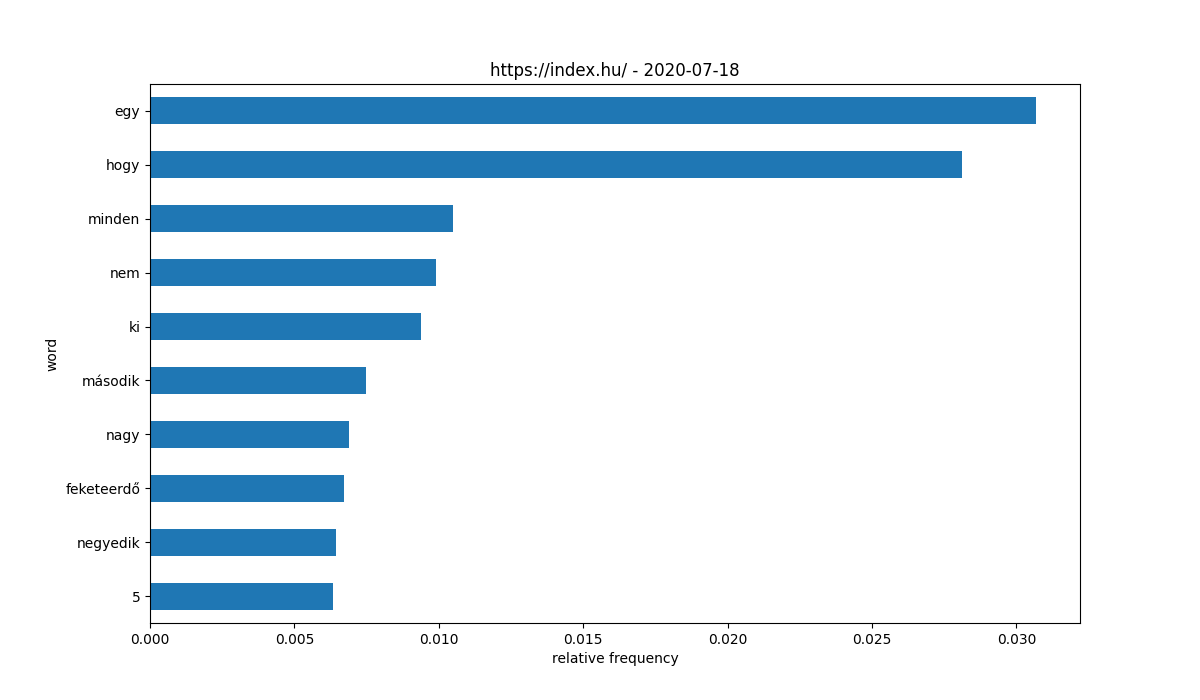 https://index.hu/ - 2020-07-18
egy
hogy
minden
nem
ki
második
nagy
feketeerdő
negyedik
5
word
0.000 0.005 0.010 0.015 0.020 0.025 0.030
relative frequency